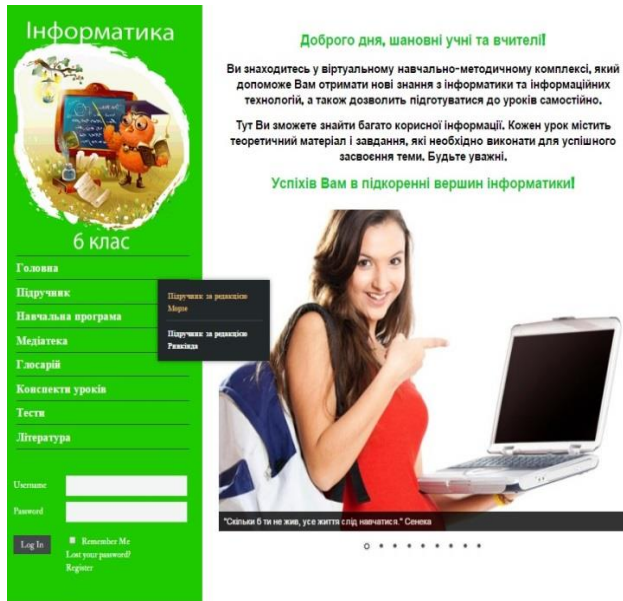 Інформатика
6 клас
Головна
Підручник
Навчальна програма
Медіатека
Глосарій
Конспекти уроків
Тести
Література
Підручник за редакцією
Морзе
Підручник за редакцією
Ривкінда
Username
Password
Log In
Remember Me
Lost your password?
Register
Доброго дня, шановні учні та вчителі!
Ви знаходитесь у віртуальному навчально-методичному комплексі, який
допоможе Вам отримати нові знання з інформатики та інформаційних
технологій, а також дозволить підготуватися до уроків самостійно.
Тут Ви зможете знайти багато корисної інформації. Кожен урок містить
теоретичний матеріал і завдання, які необхідно виконати для успішного
засвоєння теми. Будьте уважні.
Успіхів Вам в підкоренні вершин інформатики!
"Скільки б ти не жив, усе життя слід навчатися." Сенека